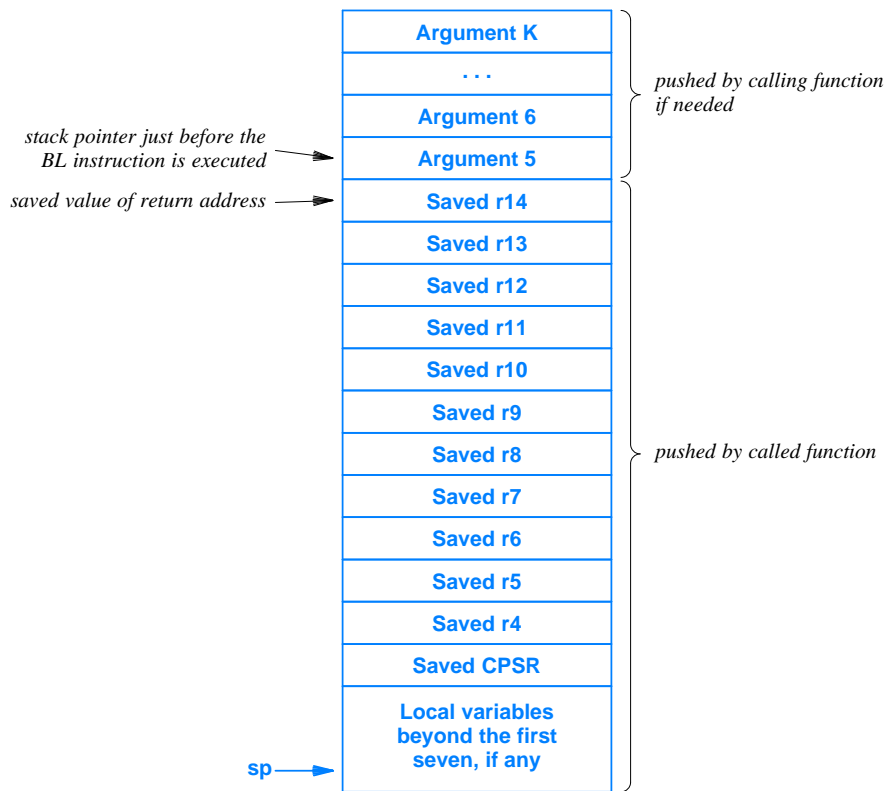 Argument K
. . .
pushed by calling function
if needed
Argument 6
stack pointer just before the
BL instruction is executed
Argument 5
saved value of return address
Saved r14
Saved r13
Saved r12
Saved r11
Saved r10
Saved r9
Saved r8
pushed by called function
Saved r7
Saved r6
Saved r5
Saved r4
Saved CPSR
Local variables
beyond the first
seven, if any
sp